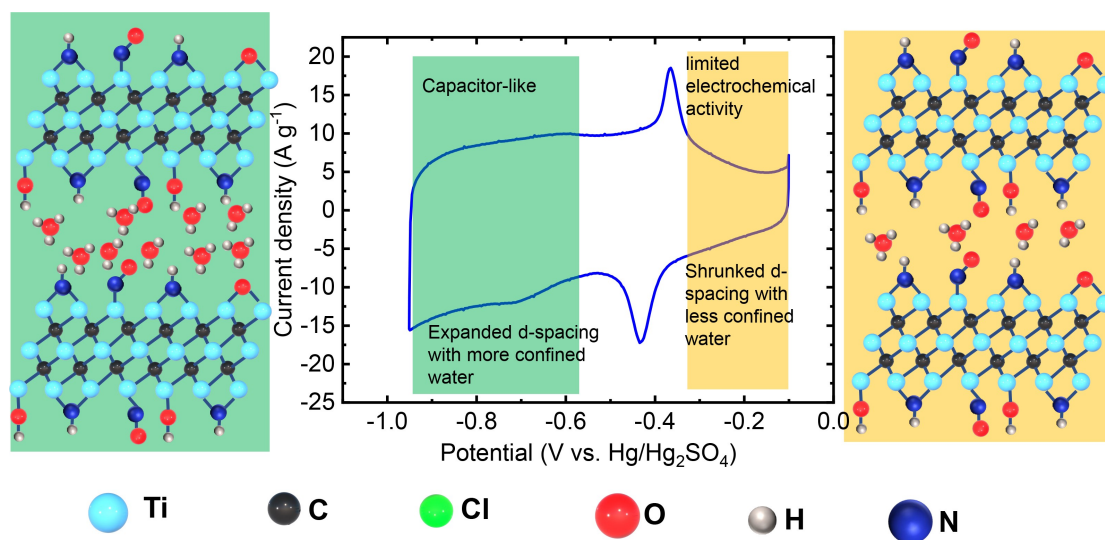 20
15
10
5
0
-5
-10
-15
-20
-25
Current density (A g⁻¹)
Capacitor-like
limited
electrochemical
activity
Expanded d-spacing
with more confined
water
Shrunked d-
spacing with
less confined
water
-1.0
-0.8
-0.6
-0.4
-0.2
0.0
Potential (V vs. Hg/Hg₂SO₄)
Ti
C
Cl
O
H
N